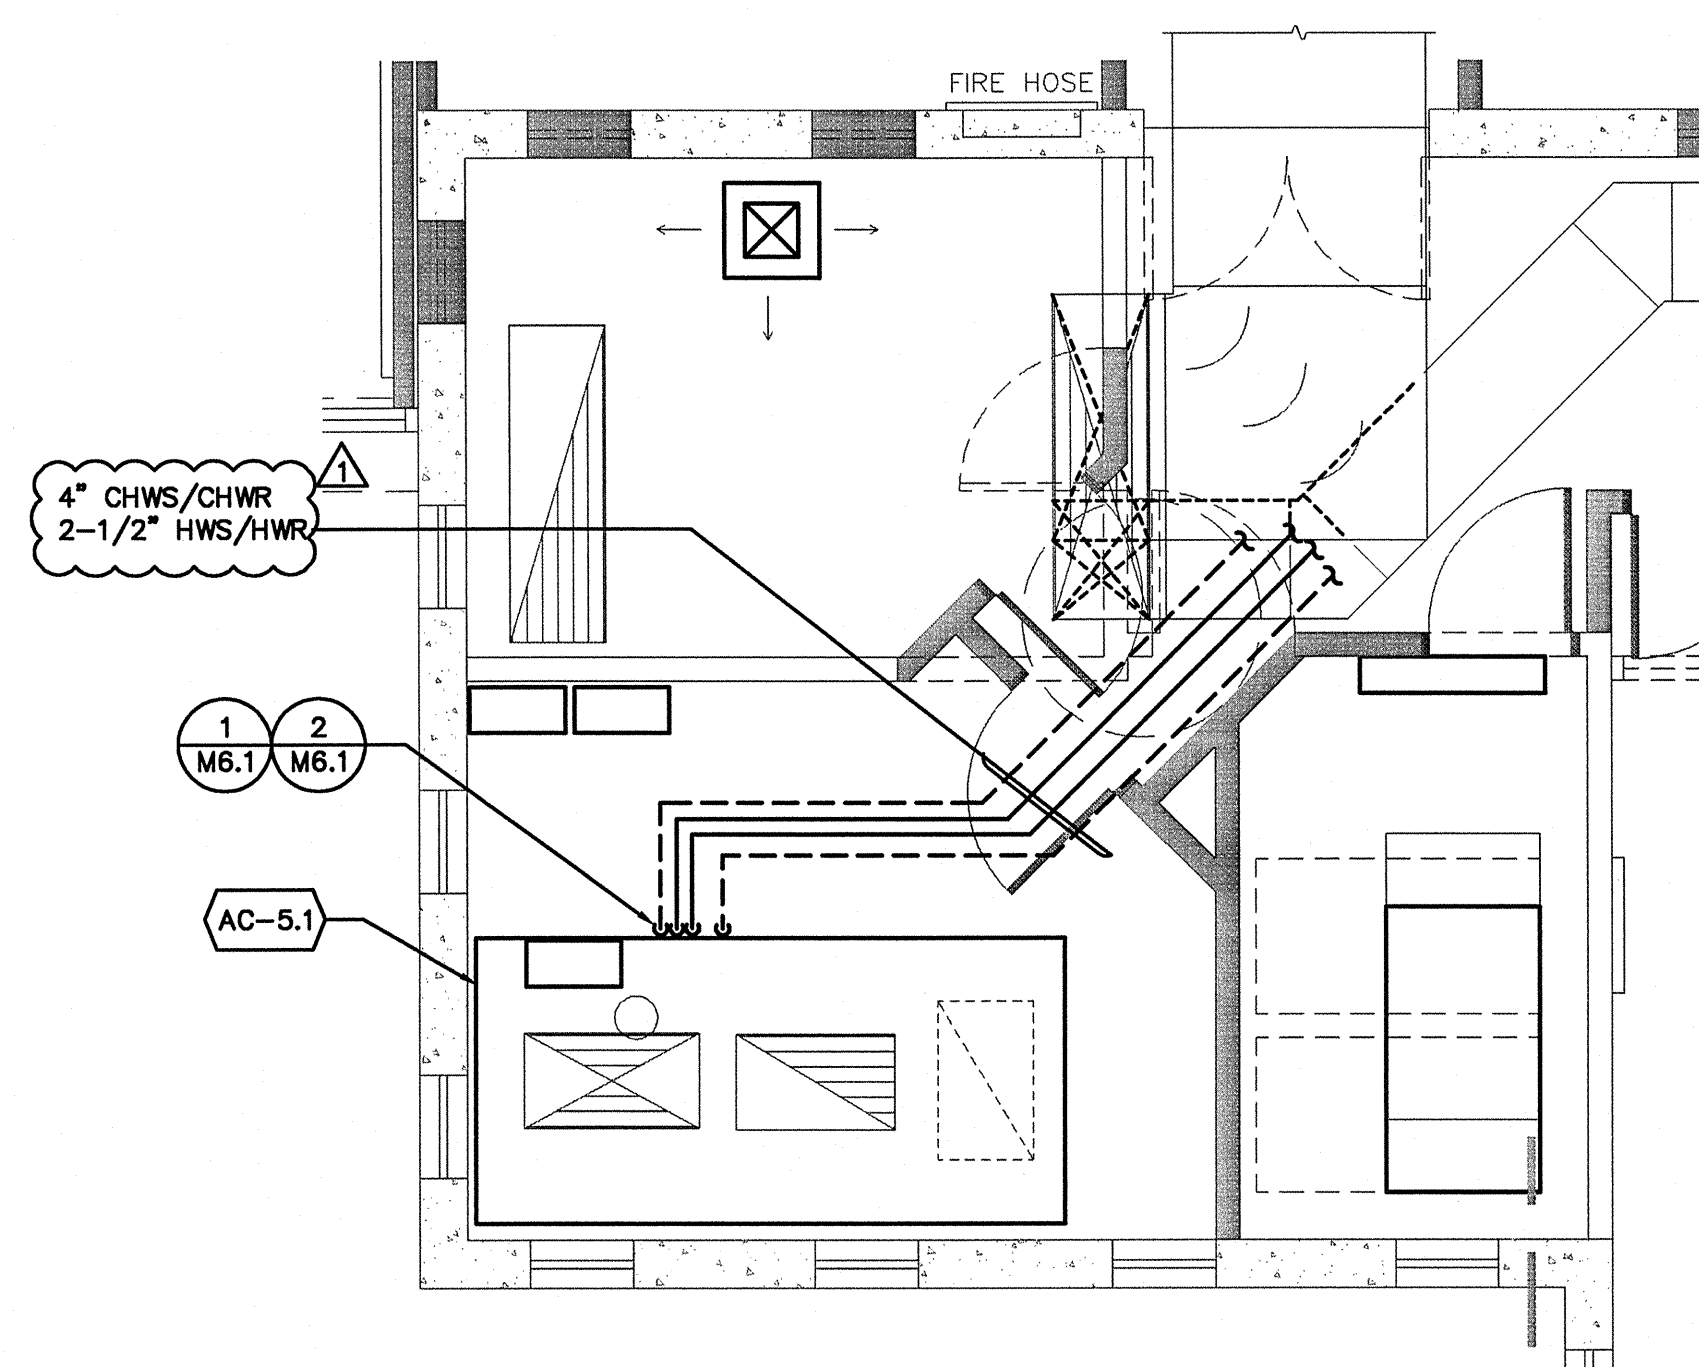 FIRE HOSE
1
4" CHWS/CHWR
2-1/2" HWS/HWR
1
M6.1
2
M6.1
AC-5.1